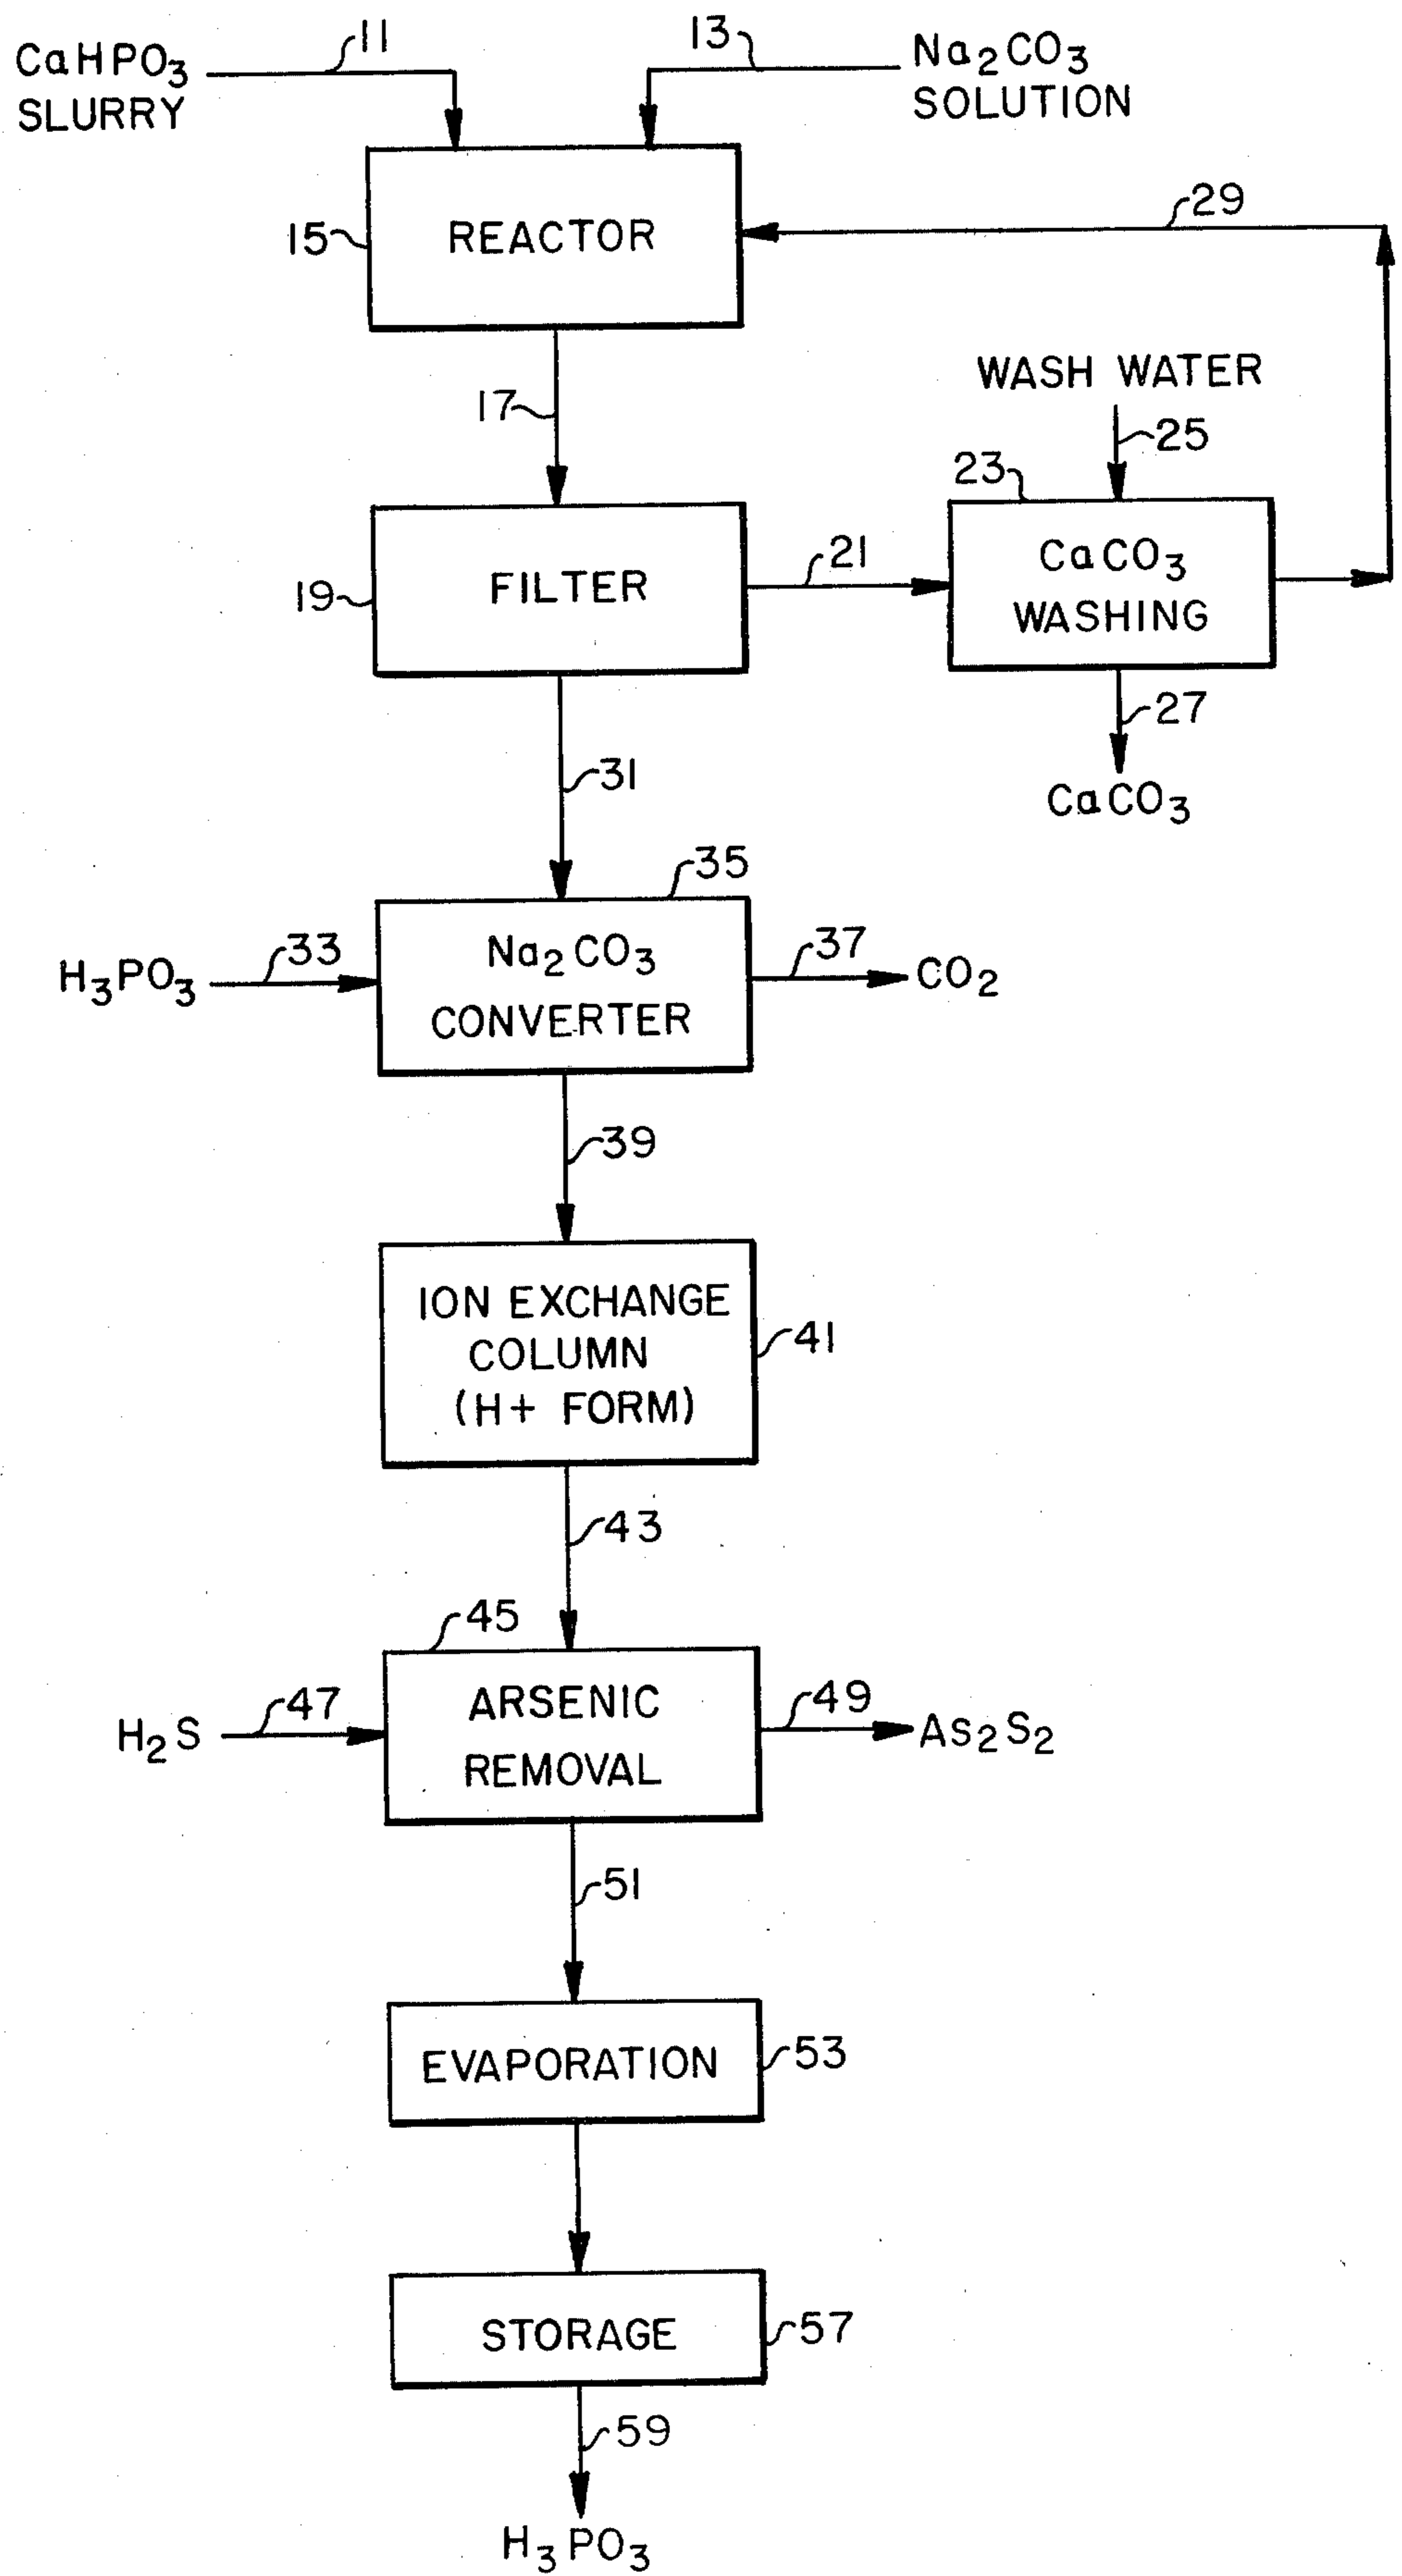 CaHPO3
SLURRY
11
13
Na2CO3
SOLUTION
15
REACTOR
29
17
WASH WATER
25
23
19
FILTER
21
CaCO3
WASHING
27
CaCO3
31
35
H3PO3
33
Na2CO3
CONVERTER
37
CO2
39
ION EXCHANGE
COLUMN
(H+ FORM)
41
43
45
H2S
47
ARSENIC
REMOVAL
49
As2S2
51
EVAPORATION
53
STORAGE
57
59
H3PO3